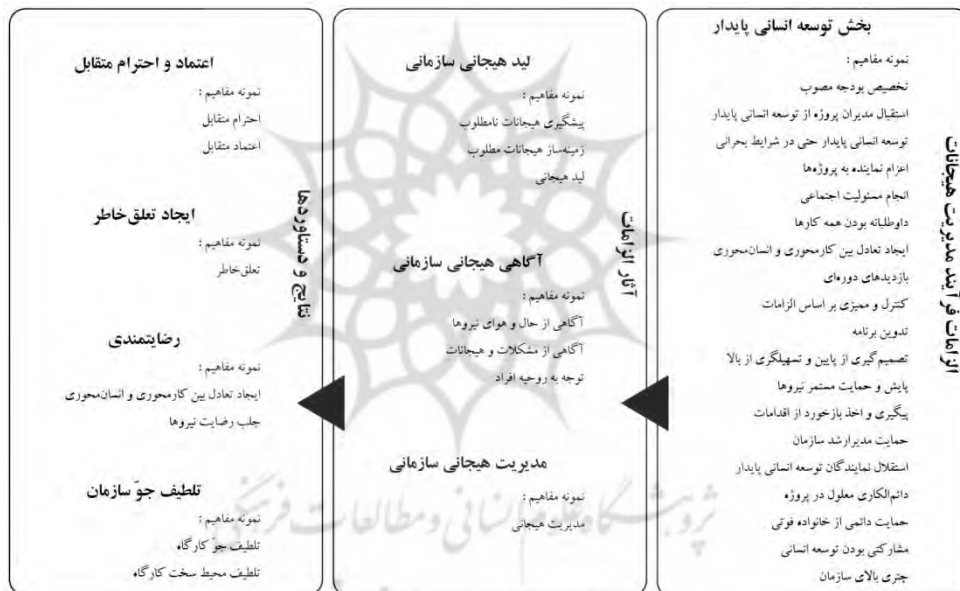 الزامات فرآیند مدیریت هیجانات
بخش توسعه انسانی پایدار
نمونه مفاهیم :
تخصیص بودجه مصوب
استقبال مدیران پروژه از توسعه انسانی پایدار
توسعه انسانی پایدار حتی در شرایط بحرانی
اعزام نماینده به پروژه‌ها
انجام مسئولیت اجتماعی
داوطلبانه بودن همه کارها
ایجاد تعادل بین کارمحوری و انسان‌محوری
بازدیدهای دوره‌ای
کنترل و ممیزی بر اساس الزامات
تدوین برنامه
تصمیم‌گیری از پایین و تسهیلگری از بالا
پایش و حمایت مستمر نیروها
پیگیری و اخذ بازخورد از اقدامات
حمایت مدیرارشد سازمان
استقلال نمایندگان توسعه انسانی پایدار
دائم‌الکاری معلول در پروژه
حمایت دائمی از خانواده فوتی
مشارکتی بودن توسعه انسانی
چتری بالای سازمان
آثار الزامات
لید هیجانی سازمانی
نمونه مفاهیم :
پیشگیری هیجانات نامطلوب
زمینه‌ساز هیجانات مطلوب
لید هیجانی
آگاهی هیجانی سازمانی
نمونه مفاهیم :
آگاهی از حال و هوای نیروها
آگاهی از مشکلات و هیجانات
توجه به روحیه افراد
مدیریت هیجانی سازمانی
نمونه مفاهیم :
مدیریت هیجانی
نتایج و دستاوردها
اعتماد و احترام متقابل
نمونه مفاهیم :
احترام متقابل
اعتماد متقابل
ایجاد تعلق‌خاطر
نمونه مفاهیم :
تعلق‌خاطر
رضایتمندی
نمونه مفاهیم :
ایجاد تعادل بین کارمحوری و انسان‌محوری
جلب رضایت نیروها
تلطیف جوّ سازمان
نمونه مفاهیم :
تلطیف جوّ کارگاه
تلطیف محیط سخت کارگاه
پژوهشگاه علوم انسانی و مطالعات فرهنگی